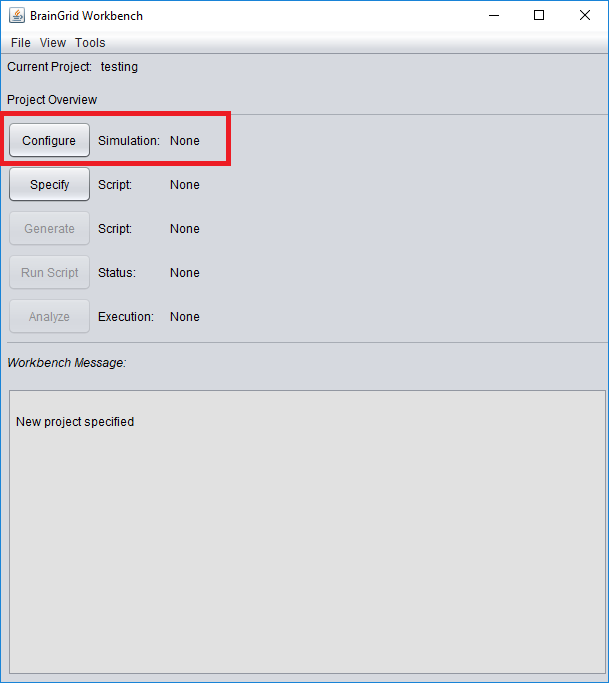 BrainGrid Workbench
File View Tools
Current Project: testing
Project Overview
Configure Simulation: None
Specify Script: None
Generate Script: None
Run Script Status: None
Analyze Execution: None
Workbench Message:
New project specified